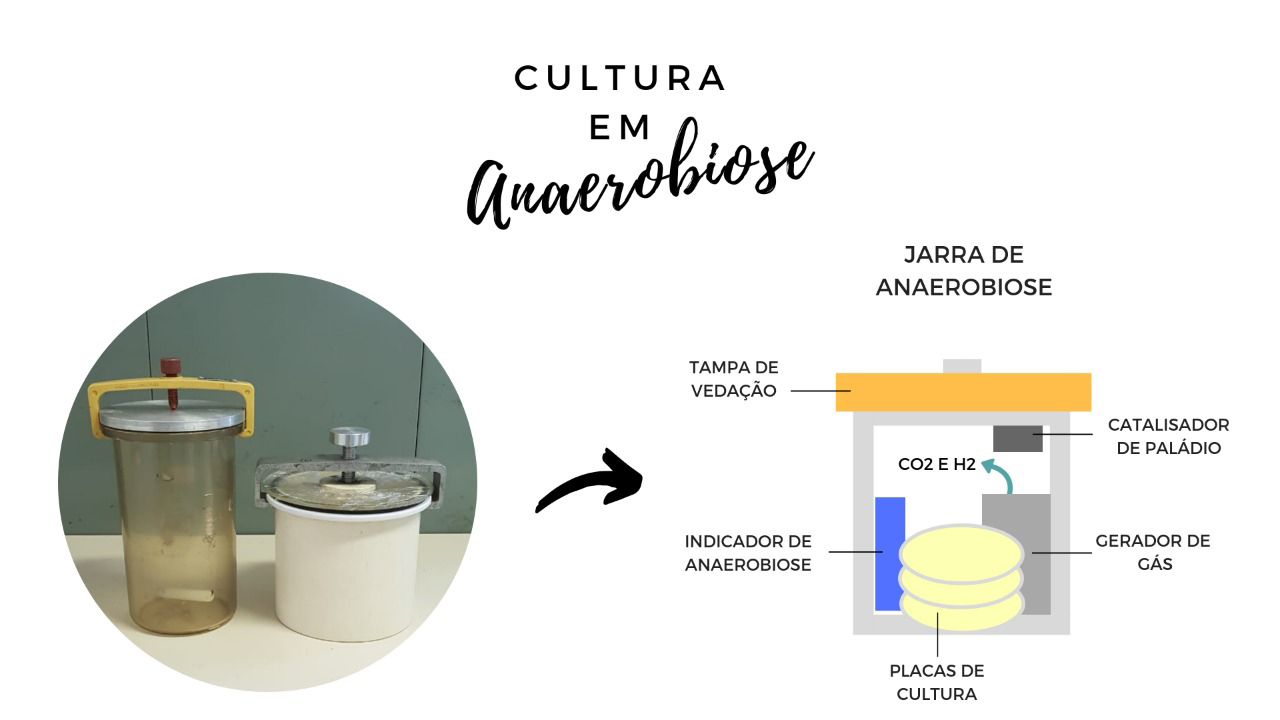 CULTURA
EM
Anaerobiose
JARRA DE
ANAEROBIOSE
TAMPA DE
VEDAÇÃO
CATALISADOR
DE PALÁDIO
CO2 E H2
INDICADOR DE
ANAEROBIOSE
GERADOR DE
GÁS
PLACAS DE
CULTURA